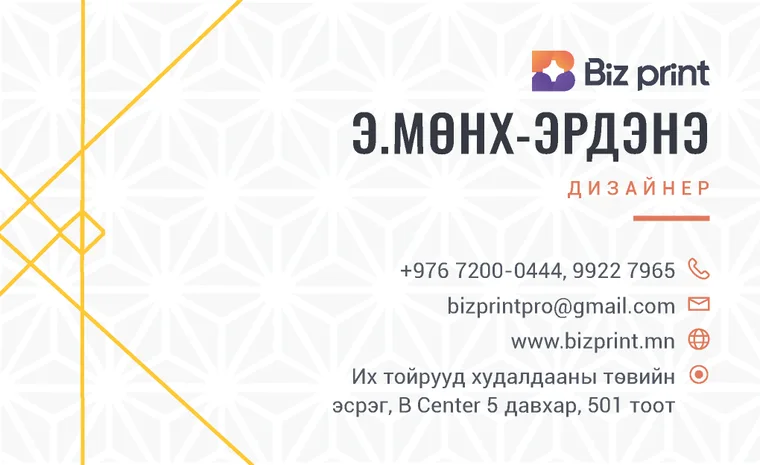 Biz print
Э.МӨНХ-ЭРДЭНЭ
ДИЗАЙНЕР
+976 7200-0444, 9922 7965
bizprintpro@gmail.com
www.bizprint.mn
Их тойрууд худалдааны төвийн
эсрэг, B Center 5 давхар, 501 тоот